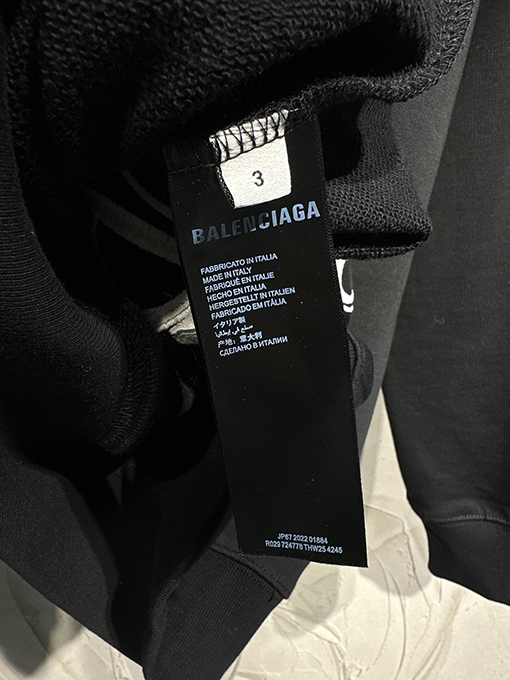 3
BALENCIAGA
FABBRICATO IN ITALIA
MADE IN ITALY
FABRIQUÉ EN ITALIE
HECHO EN ITALIA
HERGESTELLT IN ITALIEN
FABRICADO EM ITÁLIA
イタリア製
صنع في إيطاليا
产地：意大利
СДЕЛАНО В ИТАЛИИ
JP67 2022 01684
R029 724778 THW25 4245